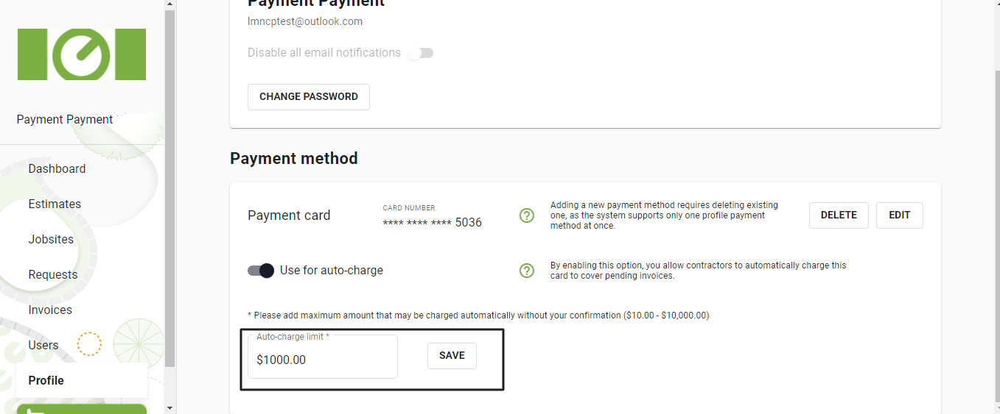 Payment Payment
lmncptest@outlook.com
Disable all email notifications
CHANGE PASSWORD
Payment Payment
Dashboard
Estimates
Jobsites
Requests
Invoices
Users
Profile
Payment method
Payment card
CARD NUMBER
**** **** **** 5036
Adding a new payment method requires deleting existing
one, as the system supports only one profile payment
method at once.
DELETE
EDIT
Use for auto-charge
By enabling this option, you allow contractors to automatically charge this
card to cover pending invoices.
* Please add maximum amount that may be charged automatically without your confirmation ($10.00 - $10,000.00)
Auto-charge limit *
$1000.00
SAVE